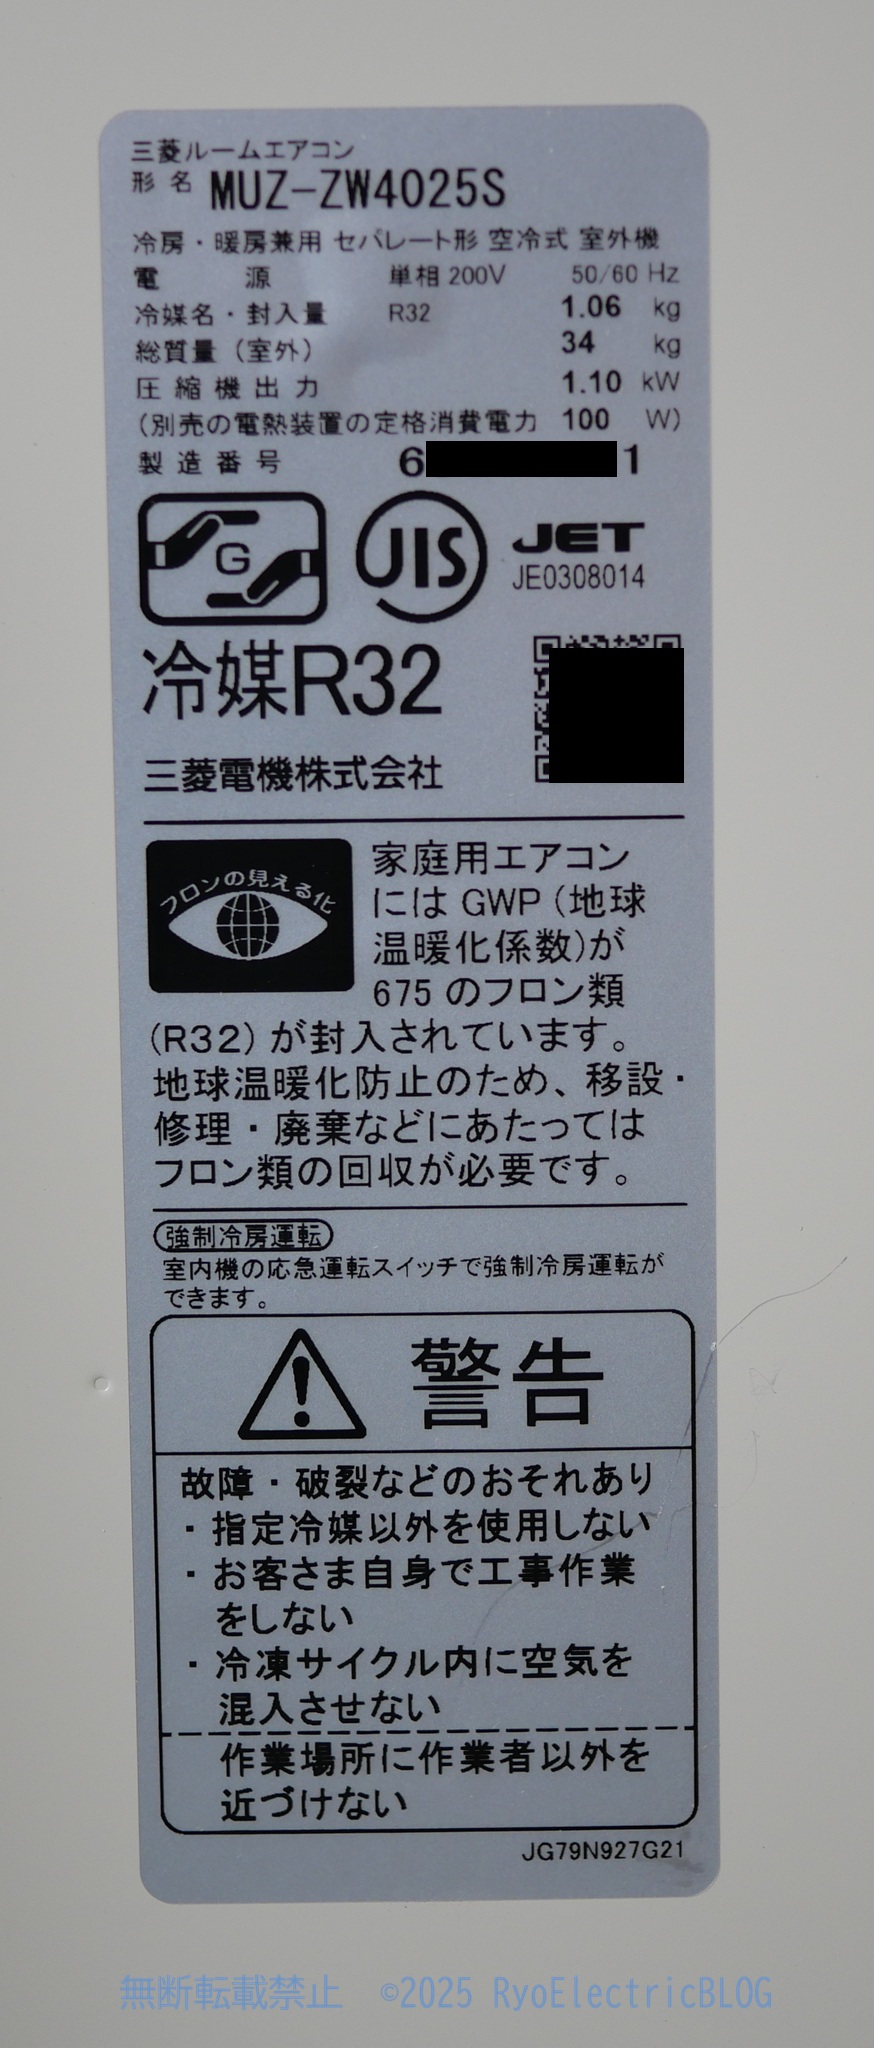 三菱ルームエアコン
形名 MUZ-ZW4025S
冷房・暖房兼用 セパレート形 空冷式 室外機
電源 単相 200V 50/60 Hz
冷媒名・封入量 R32 1.06 kg
総質量（室外） 34 kg
圧縮機出力 1.10 kW
（別売の電熱装置の定格消費電力 100 W）
製造番号 6 1
G
JIS
JET
JE0308014
冷媒R32
三菱電機株式会社
フロンの見える化
家庭用エアコン
には GWP（地球
温暖化係数）が
675 のフロン類
（R32）が封入されています。
地球温暖化防止のため、移設・
修理・廃棄などにあたっては
フロン類の回収が必要です。
強制冷房運転
室内機の応急運転スイッチで強制冷房運転が
できます。
警告
故障・破裂などのおそれあり
・指定冷媒以外を使用しない
・お客さま自身で工事作業
をしない
・冷凍サイクル内に空気を
混入させない
作業場所に作業者以外を
近づけない
JG79N927G21
無断転載禁止 ©2025 RyoElectricBLOG